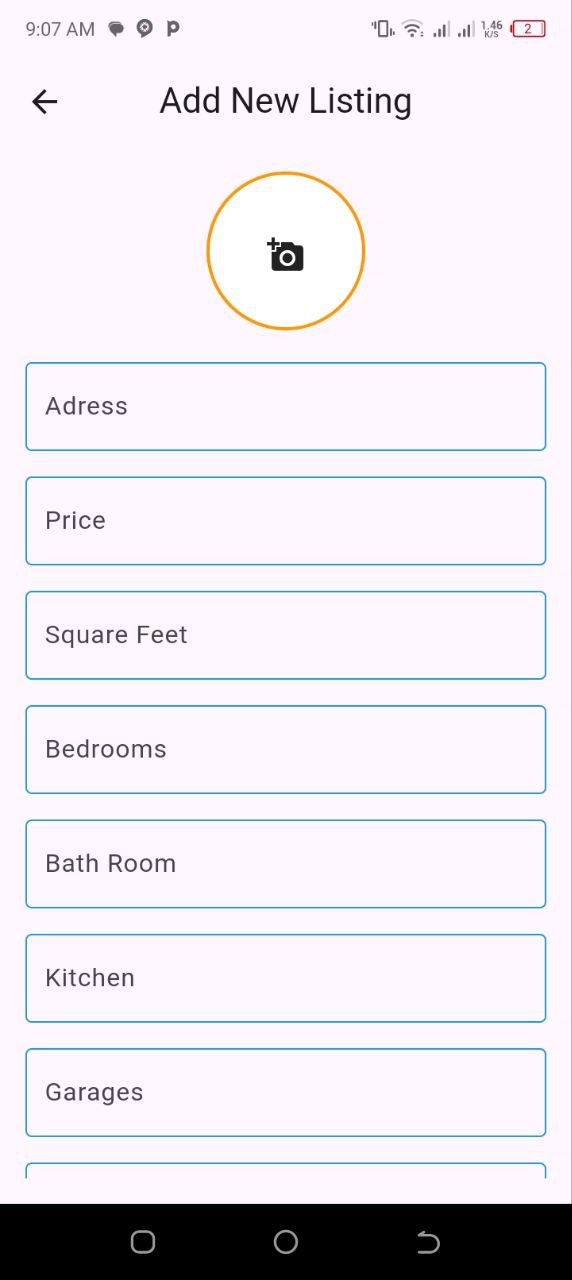 9:07 AM 1.46 K/S 2
Add New Listing
Adress
Price
Square Feet
Bedrooms
Bath Room
Kitchen
Garages